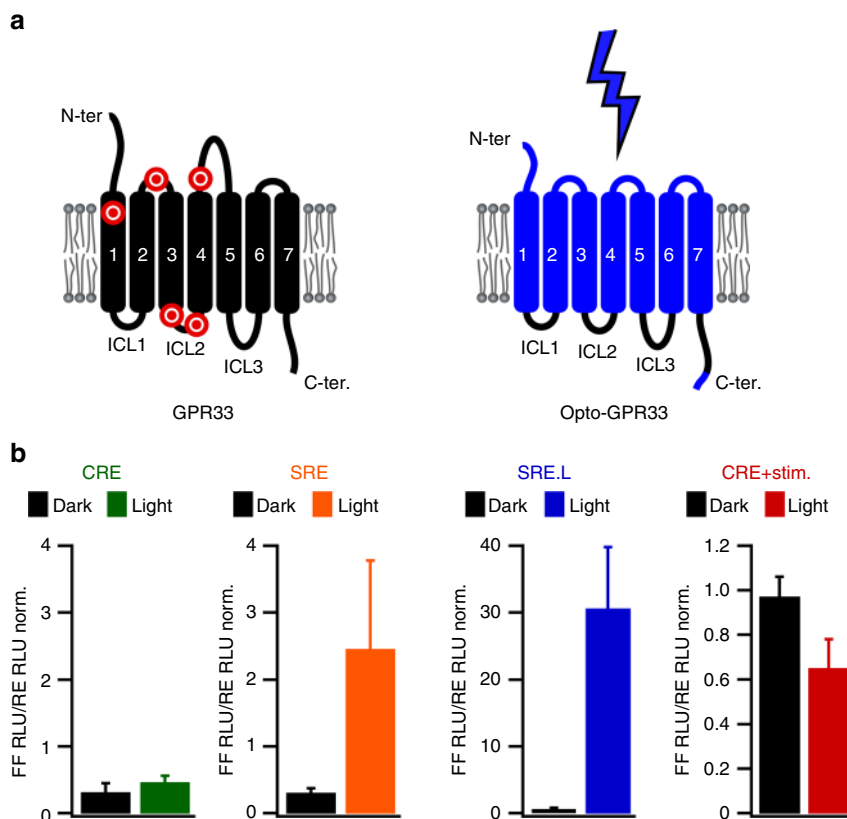 a
N-ter
1 2 3 4 5 6 7
ICL1
ICL2
ICL3
C-ter.
GPR33
N-ter
1 2 3 4 5 6 7
ICL1
ICL2
ICL3
C-ter.
Opto-GPR33
b
CRE
Dark Light
FF RLU/RE RLU norm.
4
3
2
1
0
SRE
Dark Light
FF RLU/RE RLU norm.
4
3
2
1
0
SRE.L
Dark Light
FF RLU/RE RLU norm.
40
30
20
10
0
CRE+stim.
Dark Light
FF RLU/RE RLU norm.
1.2
1.0
0.8
0.6
0.4
0.2
0